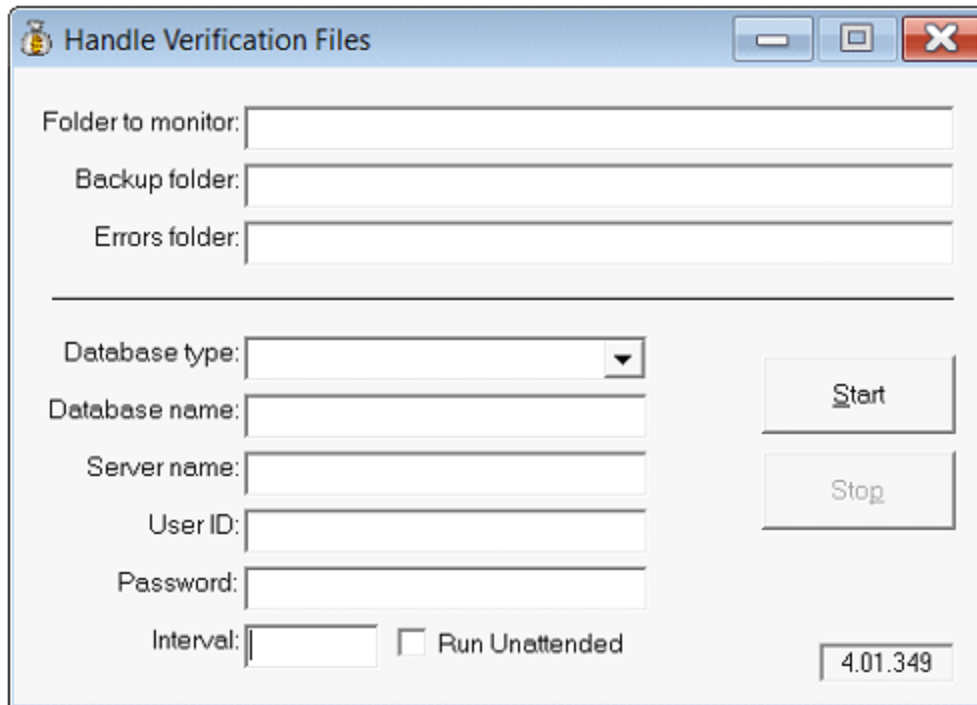 Handle Verification Files
Folder to monitor:
Backup folder:
Errors folder:
Database type:
Database name:
Start
Server name:
Stop
User ID:
Password:
Interval:
Run Unattended
4.01.349